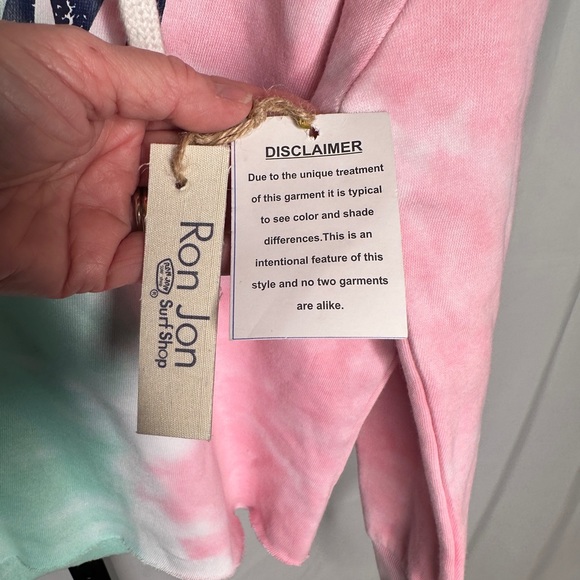 DISCLAIMER
Due to the unique treatment
of this garment it is typical
to see color and shade
differences.This is an
intentional feature of this
style and no two garments
are alike.
Ron Jon
Surf Shop
®